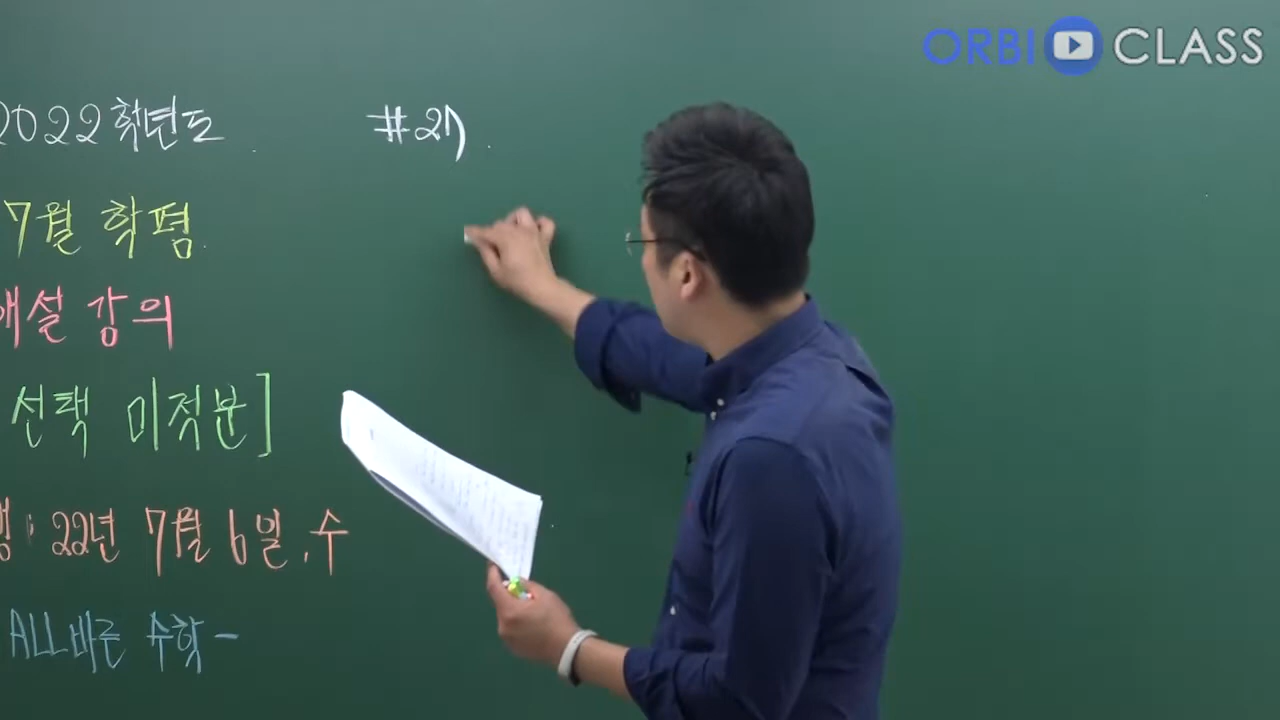 ORBI CLASS
2022학년도 #27.
7월 학평.
해설 강의
선택 미적분]
행: 22년 7월 6일.수
ALL바른 수학-